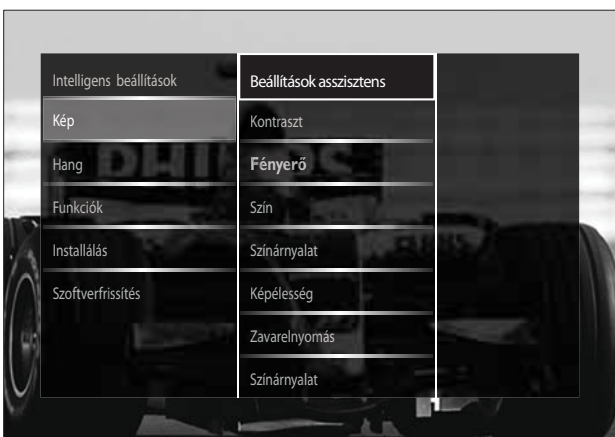 Intelligens beállítások
Kép
Hang
Funkciók
Installálás
Szoftverfrissítés
Beállítások asszisztens
Kontraszt
Fényerő
Szín
Színárnyalat
Képélesség
Zavarelnyomás
Színárnyalat
PHILIPS